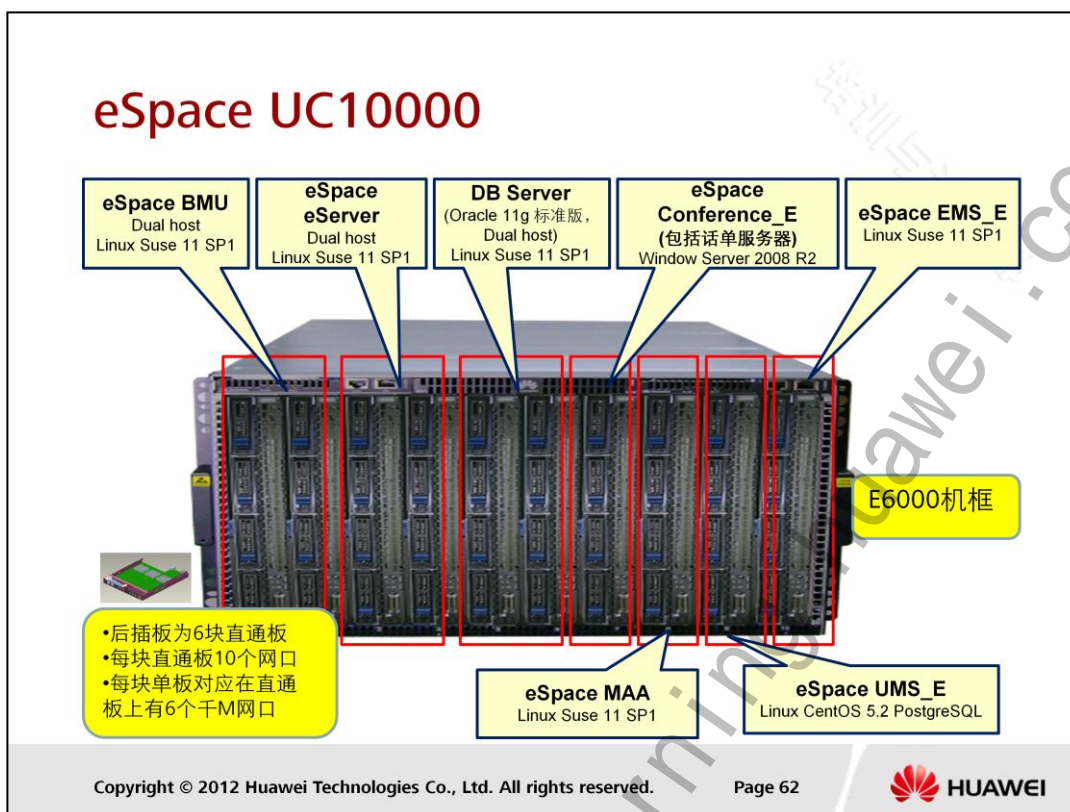 eSpace UC10000
eSpace BMU
Dual host
Linux Suse 11 SP1
eSpace
eServer
Dual host
Linux Suse 11 SP1
DB Server
(Oracle 11g 标准版，
Dual host)
Linux Suse 11 SP1
eSpace
Conference_E
(包括话单服务器)
Window Server 2008 R2
eSpace EMS_E
Linux Suse 11 SP1
E6000机框
•后插板为6块直通板
•每块直通板10个网口
•每块单板对应在直通
板上有6个千M网口
eSpace MAA
Linux Suse 11 SP1
eSpace UMS_E
Linux CentOS 5.2 PostgreSQL
Copyright © 2012 Huawei Technologies Co., Ltd. All rights reserved.
Page 62
HUAWEI